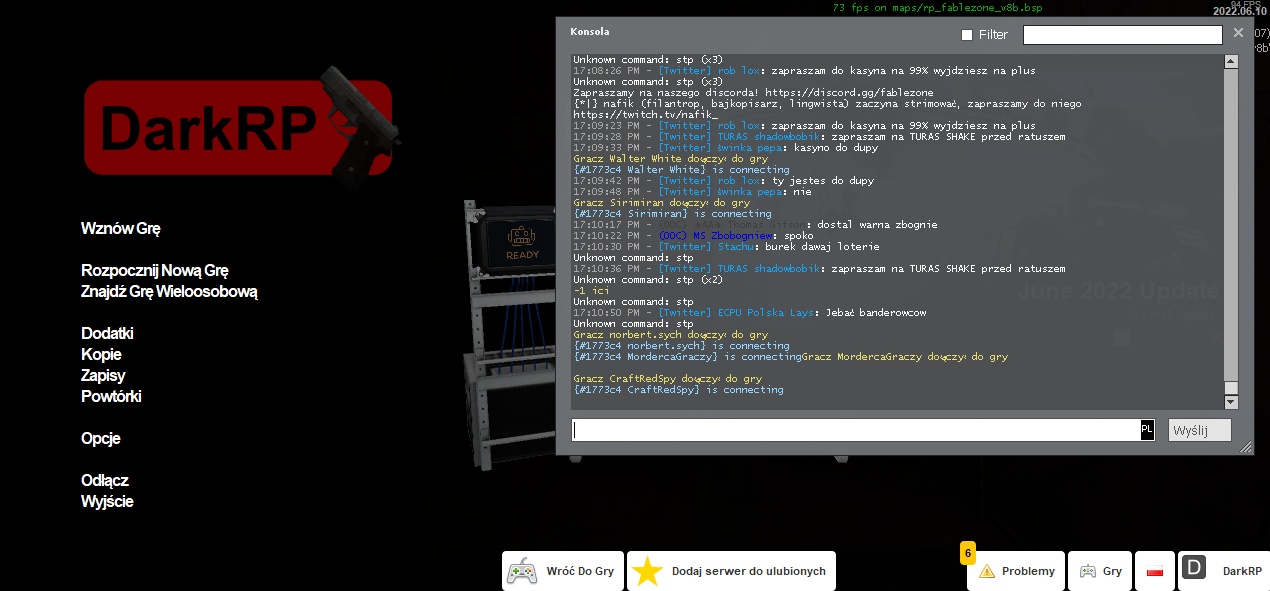 73 fps on maps/rp_fablezone_v8b.bsp
94 FPS
2022.06.10
Konsola
Filter
DarkRP
Unknown command: stp (x3)
17:08:26 PM - [Twitter] rob lox: zapraszam do kasyna na 99% wyjdziesz na plus
Unknown command: stp (x3)
Zapraszamy na naszego discorda! https://discord.gg/fablezone
{*|} nafik (filantrop, bajkopisarz, lingwista) zaczyna strimować, zapraszamy do niego
https://twitch.tv/nafik_
17:09:23 PM - [Twitter] rob lox: zapraszam do kasyna na 99% wyjdziesz na plus
17:09:28 PM - [Twitter] TURAS shadowbobik: zapraszam na TURAS SHAKE przed ratuszem
17:09:33 PM - [Twitter] świnka pepa: kasyno do dupy
Gracz Walter White dołączył do gry
{#1773c4 Walter White} is connecting
17:09:42 PM - [Twitter] rob lox: ty jestes do dupy
17:09:48 PM - [Twitter] świnka pepa: nie
Gracz Sirimiran dołączył do gry
{#1773c4 Sirimiran} is connecting
17:10:17 PM - (OOC) Thomas : dostal warna zbognie
17:10:22 PM - (OOC) MS Zbobogniew: spoko
17:10:30 PM - [Twitter] Stachu: burek dawaj loterie
Unknown command: stp
17:10:36 PM - [Twitter] TURAS shadowbobik: zapraszam na TURAS SHAKE przed ratuszem
Unknown command: stp (x2)
-1 ici
Unknown command: stp
17:10:50 PM - [Twitter] ECPU Polska Lays: Jebać banderowcow
Unknown command: stp
Gracz norbert.sych dołączył do gry
{#1773c4 norbert.sych} is connecting
{#1773c4 MordercaGraczy} is connectingGracz MordercaGraczy dołączył do gry
Gracz CraftRedSpy dołączył do gry
{#1773c4 CraftRedSpy} is connecting
June 2022 Update
PL
Wyślij
READY
Wznów Grę
Rozpocznij Nową Grę
Znajdź Grę Wieloosobową
Dodatki
Kopie
Zapisy
Powtórki
Opcje
Odłącz
Wyjście
Wróć Do Gry
Dodaj serwer do ulubionych
6
Problemy
Gry
D
DarkRP